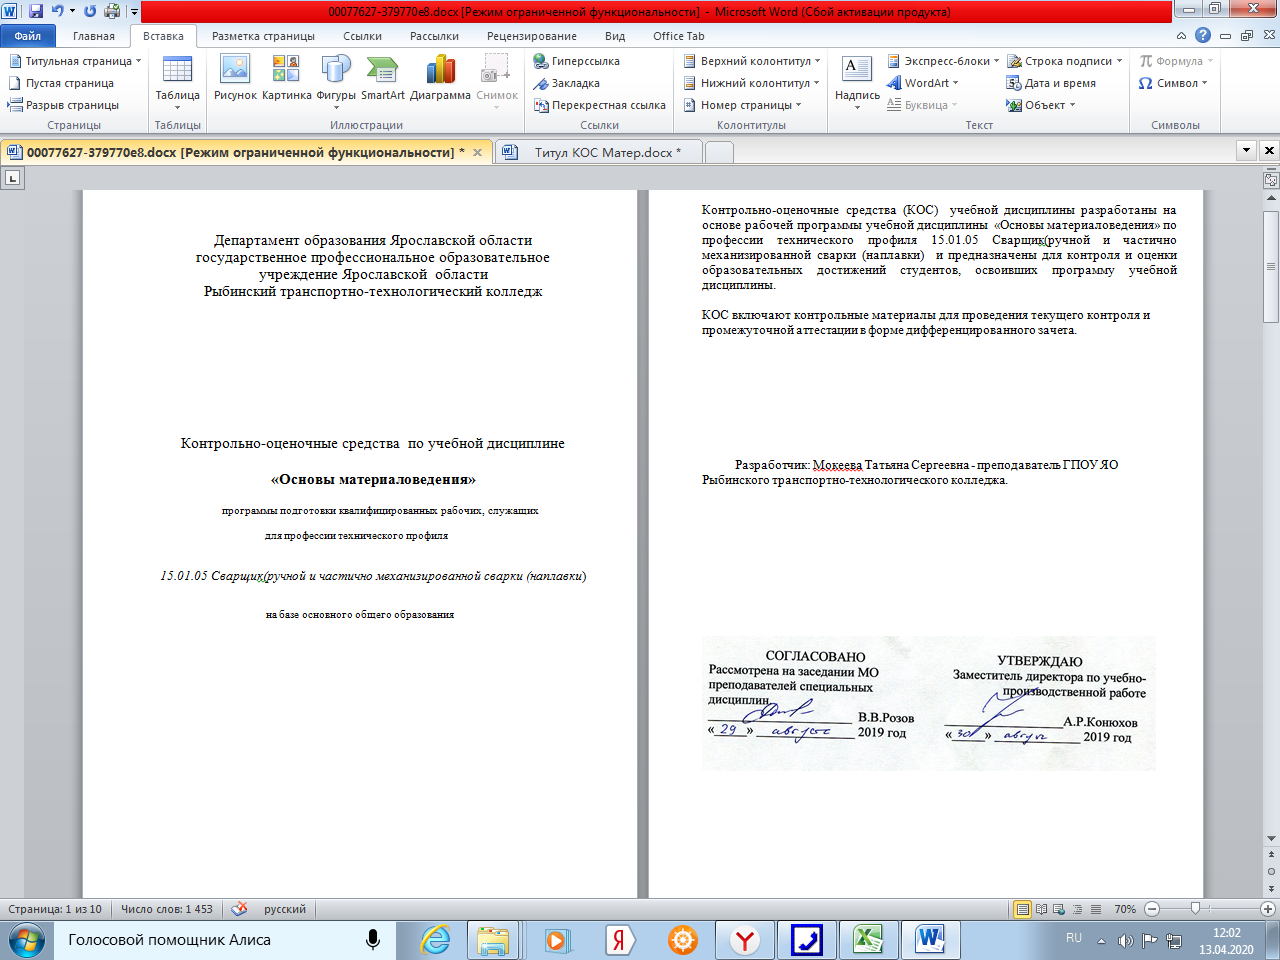 00077627-379770e8.docx [Режим ограниченной функциональности] - Microsoft Word (Сбой активации продукта)
Файл Главная Вставка Разметка страницы Ссылки Рассылки Рецензирование Вид Office Tab
Титульная страница
Пустая страница
Разрыв страницы
Страницы
Таблица
Таблицы
Рисунок Картинка Фигуры SmartArt Диаграмма Снимок
Иллюстрации
Гиперссылка
Закладка
Перекрестная ссылка
Ссылки
Верхний колонтитул
Нижний колонтитул
Номер страницы
Колонтитулы
Надпись
Экспресс-блоки
WordArt
Буквица
Строка подписи
Дата и время
Объект
Текст
Формула
Символ
Символы
00077627-379770e8.docx [Режим ограниченной функциональности] *
Титул КОС Матер.docx *
Департамент образования Ярославской области
государственное профессиональное образовательное
учреждение Ярославской области
Рыбинский транспортно-технологический колледж
Контрольно-оценочные средства по учебной дисциплине
«Основы материаловедения»
программы подготовки квалифицированных рабочих, служащих
для профессии технического профиля
15.01.05 Сварщик(ручной и частично механизированной сварки (наплавки)
на базе основного общего образования
Контрольно-оценочные средства (КОС) учебной дисциплины разработаны на
основе рабочей программы учебной дисциплины «Основы материаловедения» по
профессии технического профиля 15.01.05 Сварщик(ручной и частично
механизированной сварки (наплавки) и предназначены для контроля и оценки
образовательных достижений студентов, освоивших программу учебной
дисциплины.
КОС включают контрольные материалы для проведения текущего контроля и
промежуточной аттестации в форме дифференцированного зачета.
Разработчик: Мокеева Татьяна Сергеевна - преподаватель ГПОУ ЯО
Рыбинского транспортно-технологического колледжа.
СОГЛАСОВАНО
Рассмотрена на заседании МО
преподавателей специальных
дисциплин
В.В.Розов
«29» август 2019 год
УТВЕРЖДАЮ
Заместитель директора по учебно-
производственной работе
А.Р.Конюхов
«30» август 2019 год
Страница: 1 из 10 Число слов: 1 453 русский 70%
Голосовой помощник Алиса
RU
12:02
13.04.2020